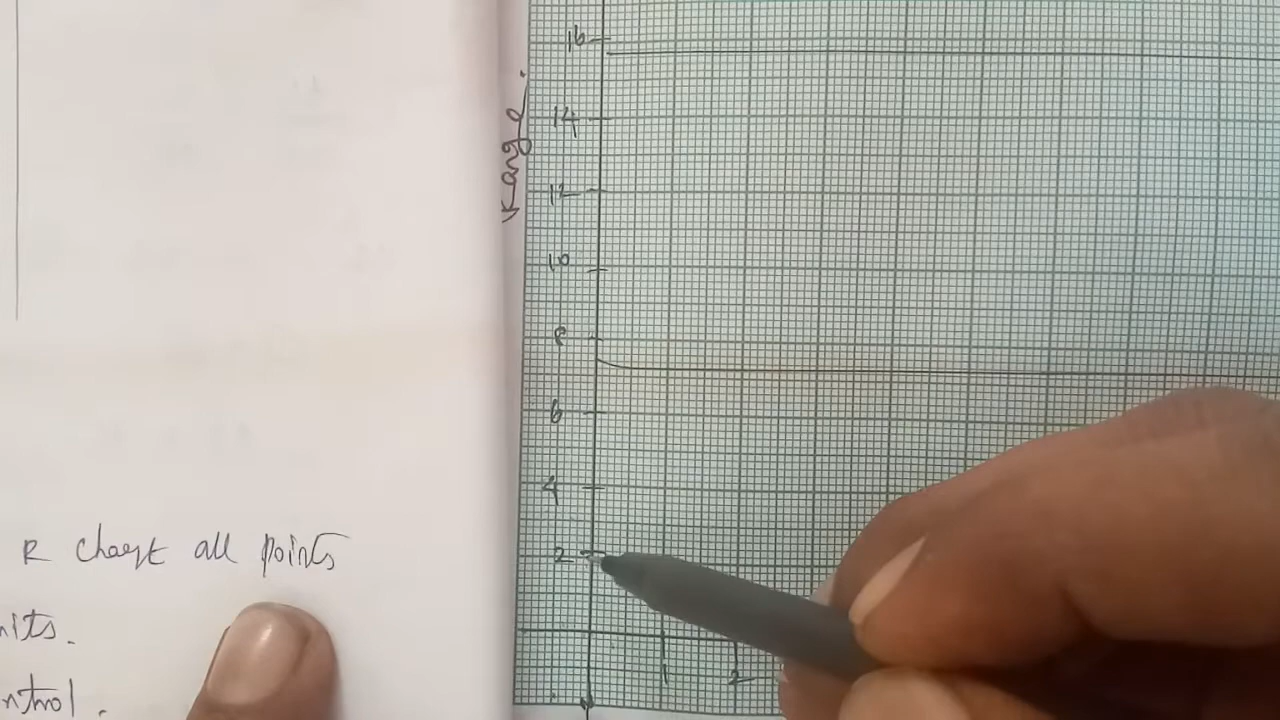 R chart all points
nits.
ntrol.
Range.
16
14
12
10
8
6
4
2
1 2